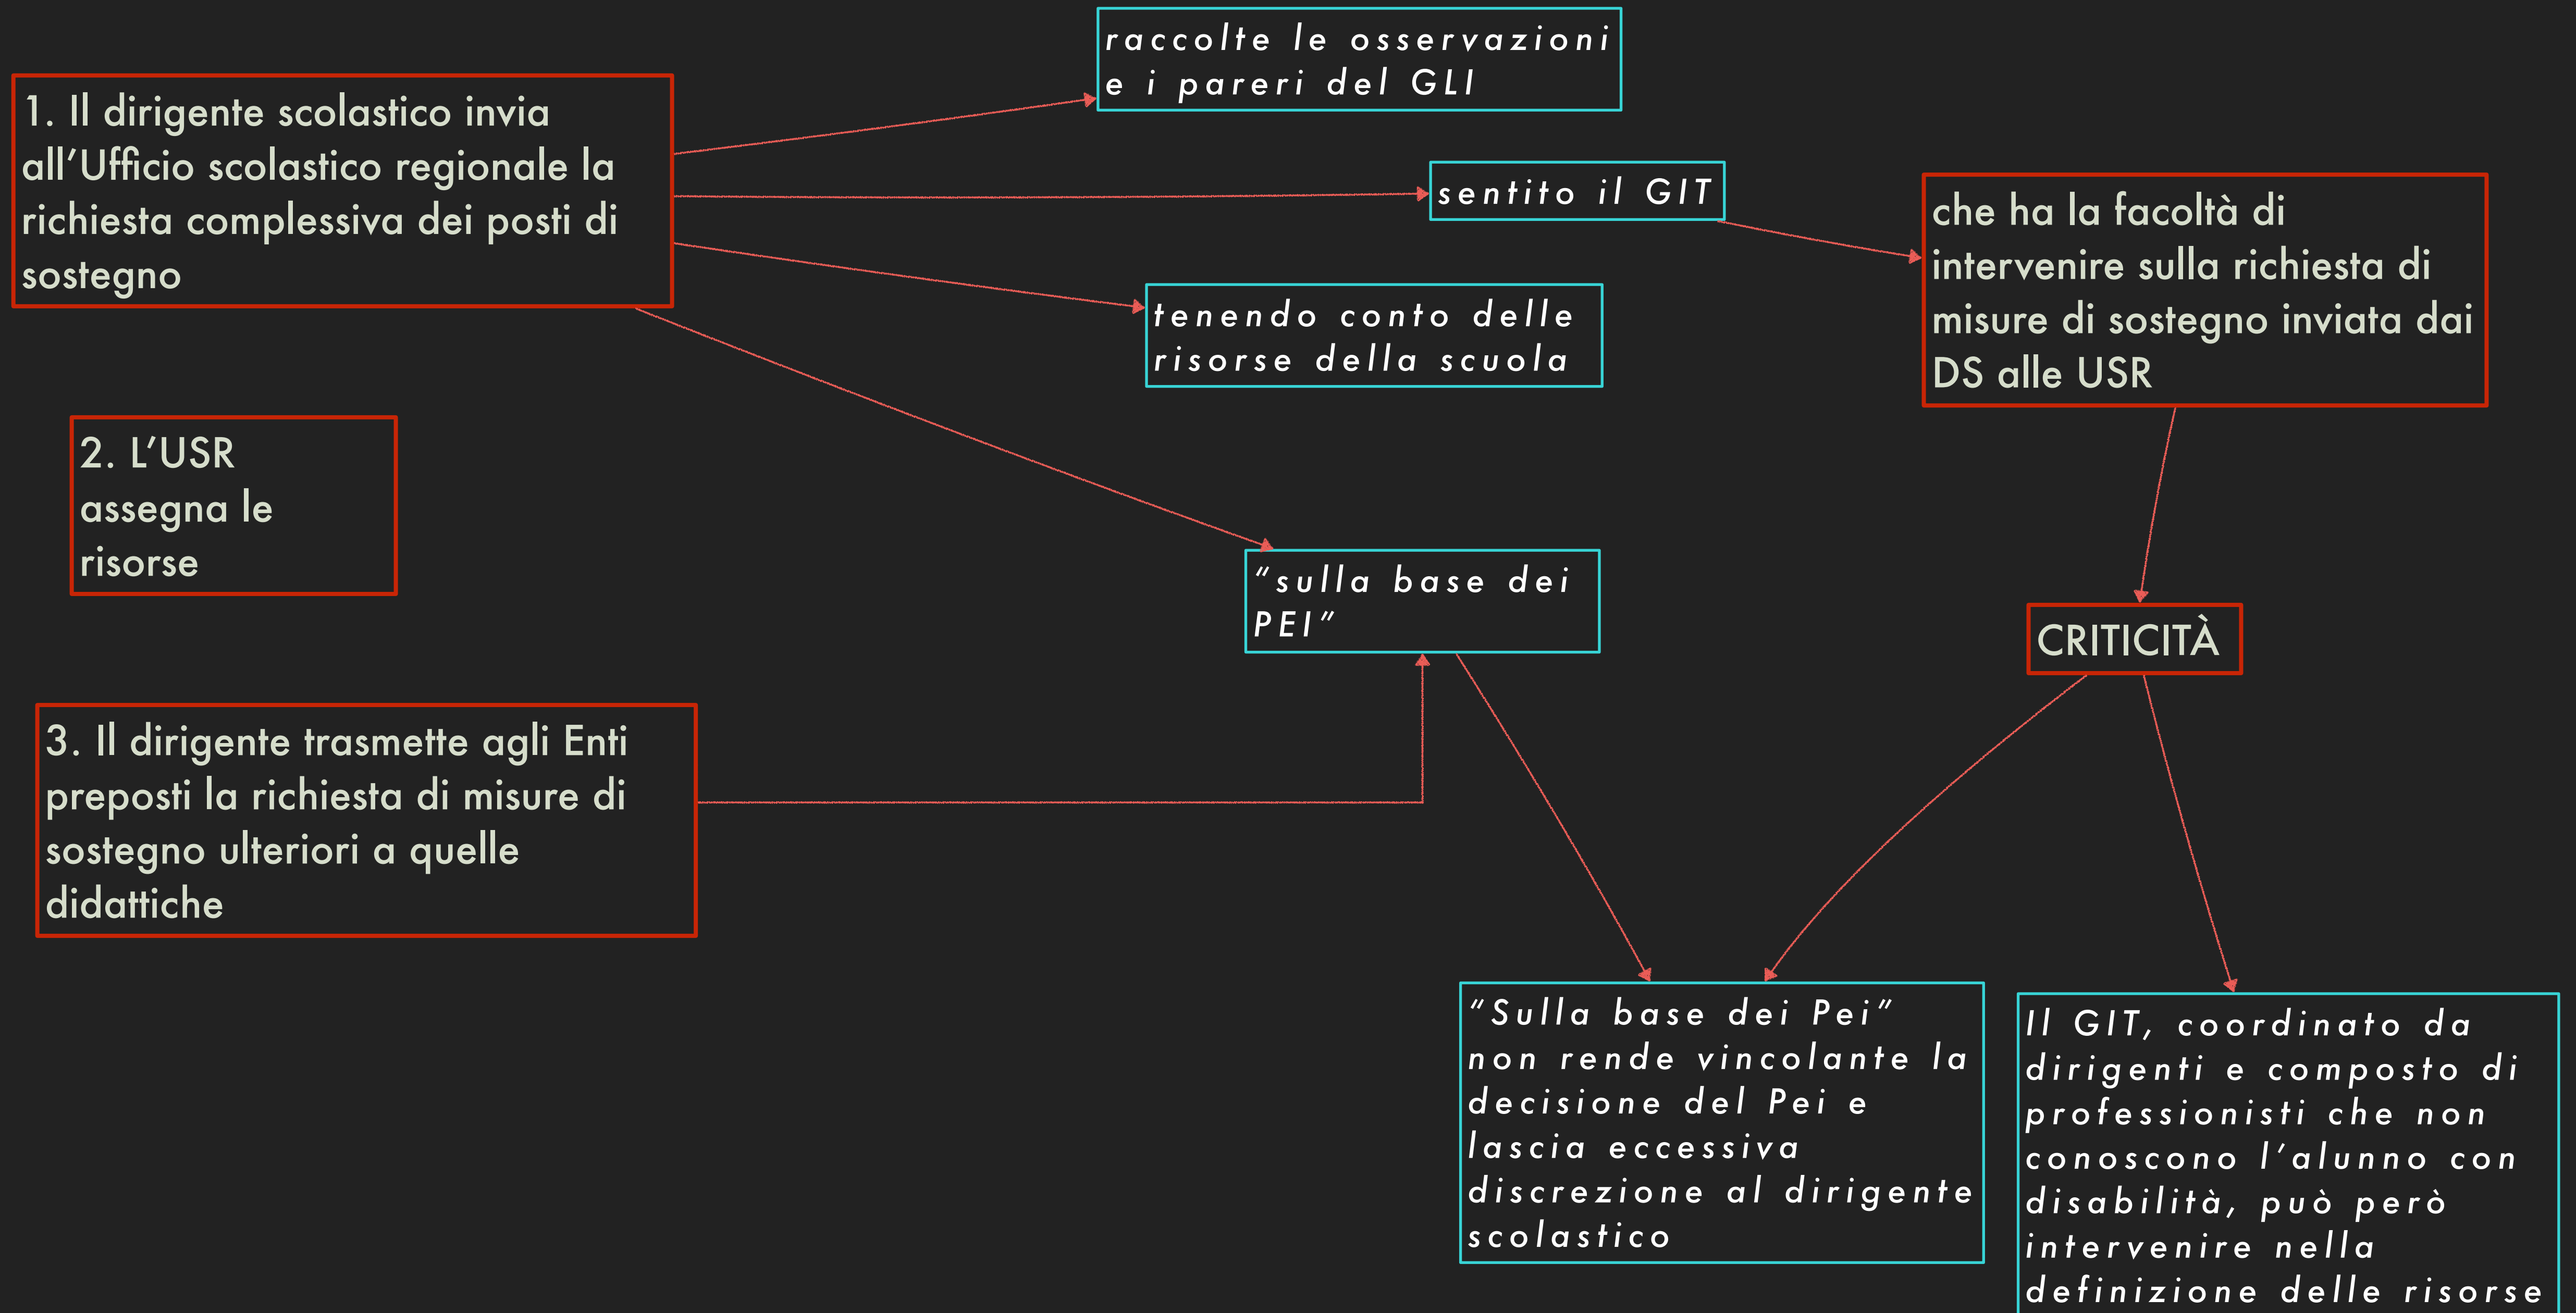 raccolte le osservazioni
e i pareri del GLI
1. Il dirigente scolastico invia
all’Ufficio scolastico regionale la
richiesta complessiva dei posti di
sostegno
sentito il GIT
che ha la facoltà di
intervenire sulla richiesta di
misure di sostegno inviata dai
DS alle USR
tenendo conto delle
risorse della scuola
2. L’USR
assegna le
risorse
“sulla base dei
PEI”
CRITICITÀ
3. Il dirigente trasmette agli Enti
preposti la richiesta di misure di
sostegno ulteriori a quelle
didattiche
“Sulla base dei Pei”
non rende vincolante la
decisione del Pei e
lascia eccessiva
discrezione al dirigente
scolastico
Il GIT, coordinato da
dirigenti e composto di
professionisti che non
conoscono l’alunno con
disabilità, può però
intervenire nella
definizione delle risorse